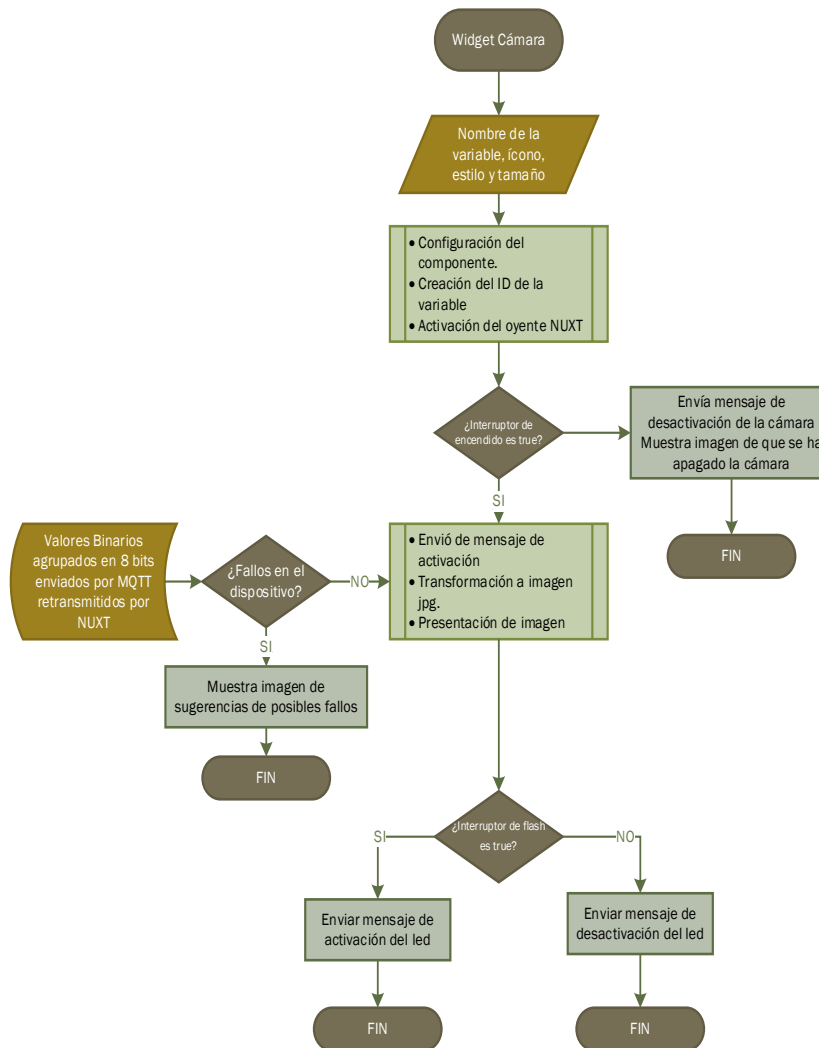 Widget Cámara
Nombre de la
variable, ícono,
estilo y tamaño
• Configuración del
componente.
• Creación del ID de la
variable
• Activación del oyente NUXT
¿Interruptor de
encendido es true?
Envía mensaje de
desactivación de la cámara
Muestra imagen de que se ha
apagado la cámara
SI
FIN
Valores Binarios
agrupados en 8 bits
enviados por MQTT
retransmitidos por
NUXT
¿Fallos en el
dispositivo?
NO
• Envió de mensaje de
activación
• Transformación a imagen
jpg.
• Presentación de imagen
SI
Muestra imagen de
sugerencias de posibles fallos
FIN
¿Interruptor de flash
es true?
SI
NO
Enviar mensaje de
activación del led
Enviar mensaje de
desactivación del led
FIN
FIN